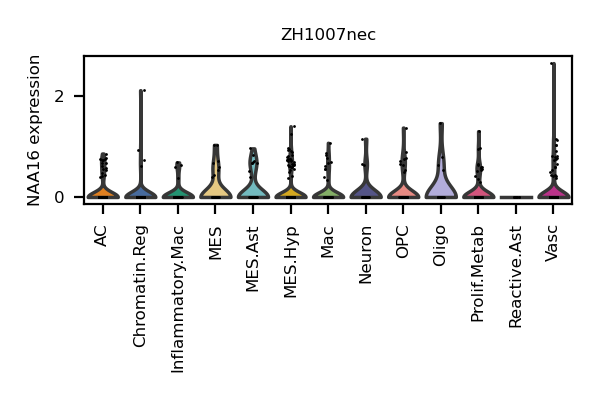 ZH1007nec
NAA16 expression
2
0
AC
Chromatin.Reg
Inflammatory.Mac
MES
MES.Ast
MES.Hyp
Mac
Neuron
OPC
Oligo
Prolif.Metab
Reactive.Ast
Vasc